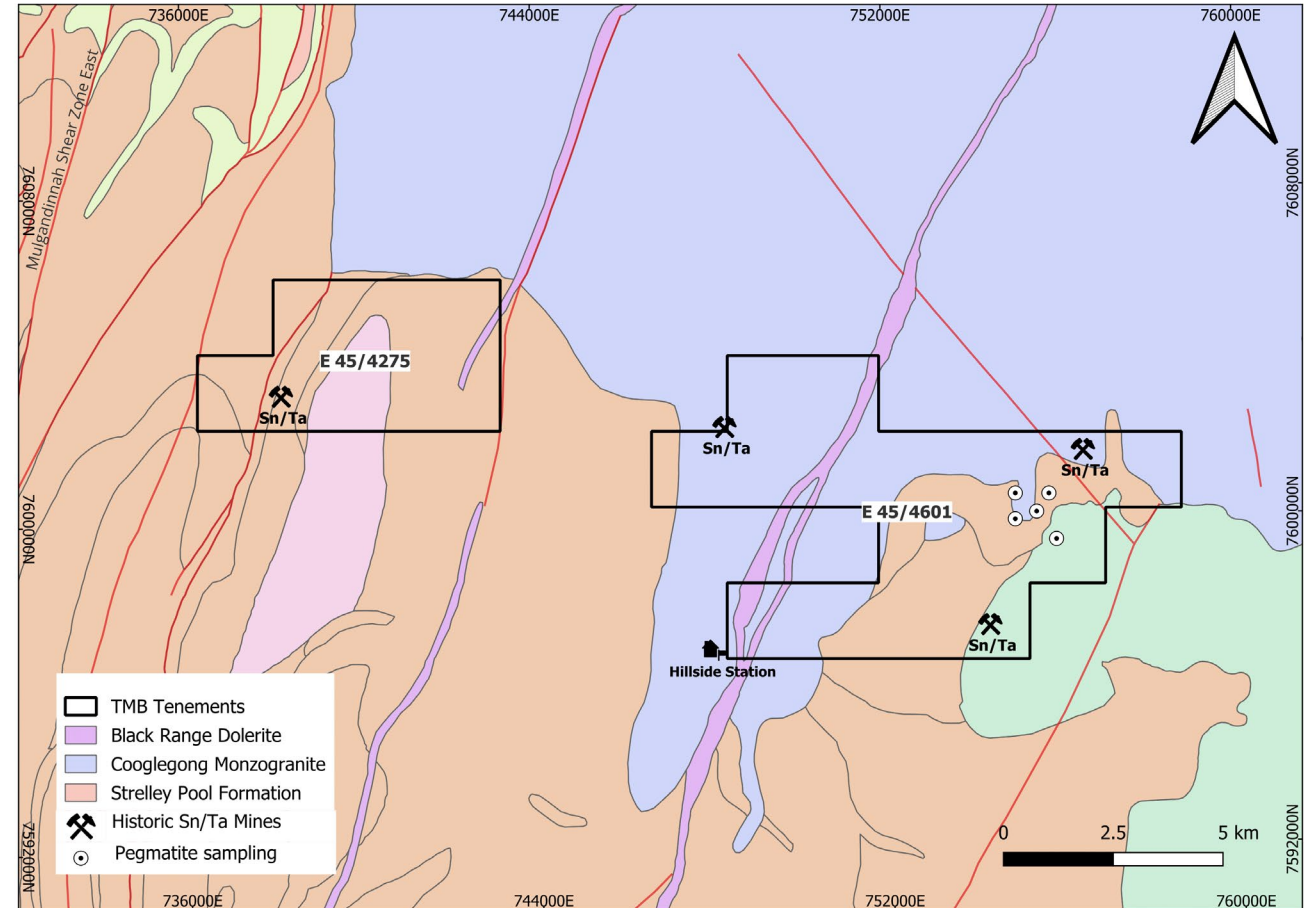 736000E
744000E
752000E
760000E
Mulgandinnah Shear Zone East
7608000N
7608000N
E 45/4275
Sn/Ta
Sn/Ta
Sn/Ta
E 45/4601
7600000N
7600000N
Sn/Ta
Hillside Station
TMB Tenements
Black Range Dolerite
Cooglegong Monzogranite
Strelley Pool Formation
Historic Sn/Ta Mines
Pegmatite sampling
0 2.5 5 km
7592000N
7592000N
736000E
744000E
752000E
760000E